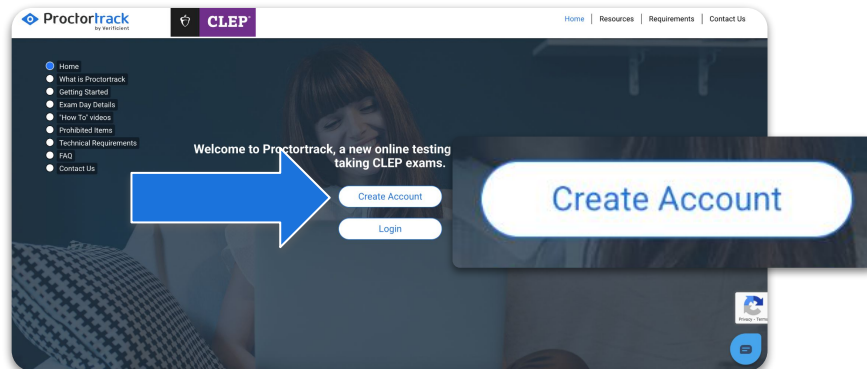 Proctortrack
by Verificient
CLEP®
Home
Resources
Requirements
Contact Us
Home
What is Proctortrack
Getting Started
Exam Day Details
"How To" videos
Prohibited Items
Technical Requirements
FAQ
Contact Us
Welcome to Proctortrack, a new online testing
taking CLEP exams.
Create Account
Login
Create Account
Privacy - Terms